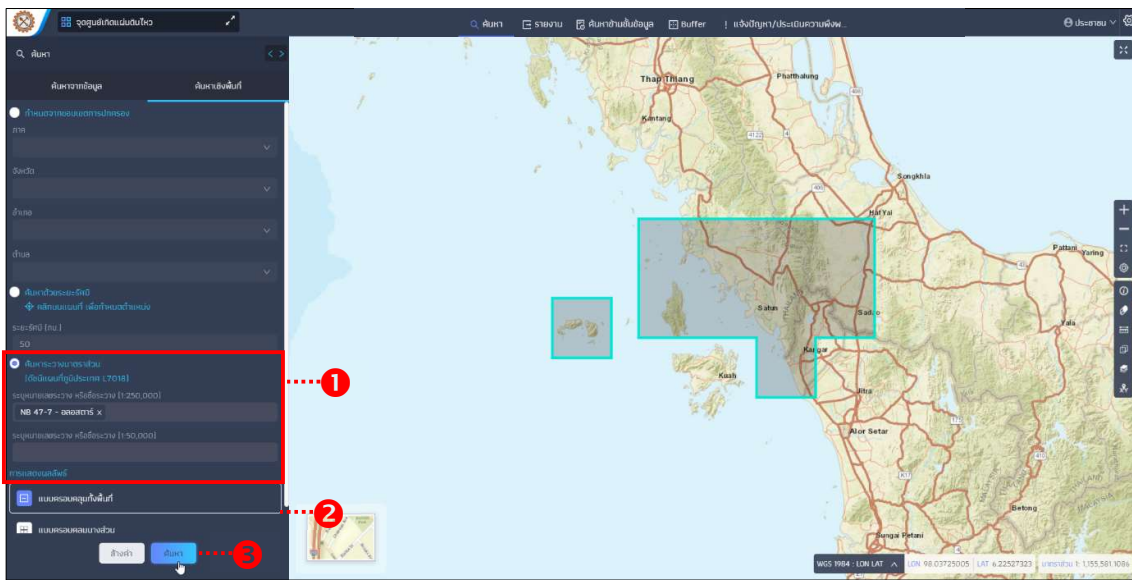 จุดศูนย์เกิดแผ่นดินไหว
ค้นหา
รายงาน
ค้นหาข้ามชั้นข้อมูล
Buffer
! แจ้งปัญหา/ประเมินความพึงพ...
ประชาชน
ค้นหา
ค้นหาจากข้อมูล
ค้นหาเชิงพื้นที่
กำหนดจากขอบเขตการปกครอง
ภาค
จังหวัด
อำเภอ
ตำบล
ค้นหาด้วยระยะรัศมี
คลิกบนแผนที่ เพื่อกำหนดตำแหน่ง
ระยะรัศมี (กม.)
50
ค้นหาระวางมาตราส่วน
(ดัชนีแผนที่ภูมิประเทศ L7018)
ระบุหมายเลขระวาง หรือชื่อระวาง (1:250,000)
NB 47-7 - อลอสตาร์ x
ระบุหมายเลขระวาง หรือชื่อระวาง (1:50,000)
การแสดงผลลัพธ์
แบบครอบคลุมทั้งพื้นที่
แบบครอบคลุมบางส่วน
ล้างค่า
ค้นหา
1
2
3
Thap Thiang
Phatthalung
Kantang
Songkhla
Hat Yai
Pattani
Yaring
Satun
Sadao
Yala
Kangar
Kuah
Jitra
Alor Setar
Betong
Sungai Petani
WGS 1984 : LON LAT
LON 98.03725005
LAT 6.22527323
มาตราส่วน 1: 1,155,581.1086